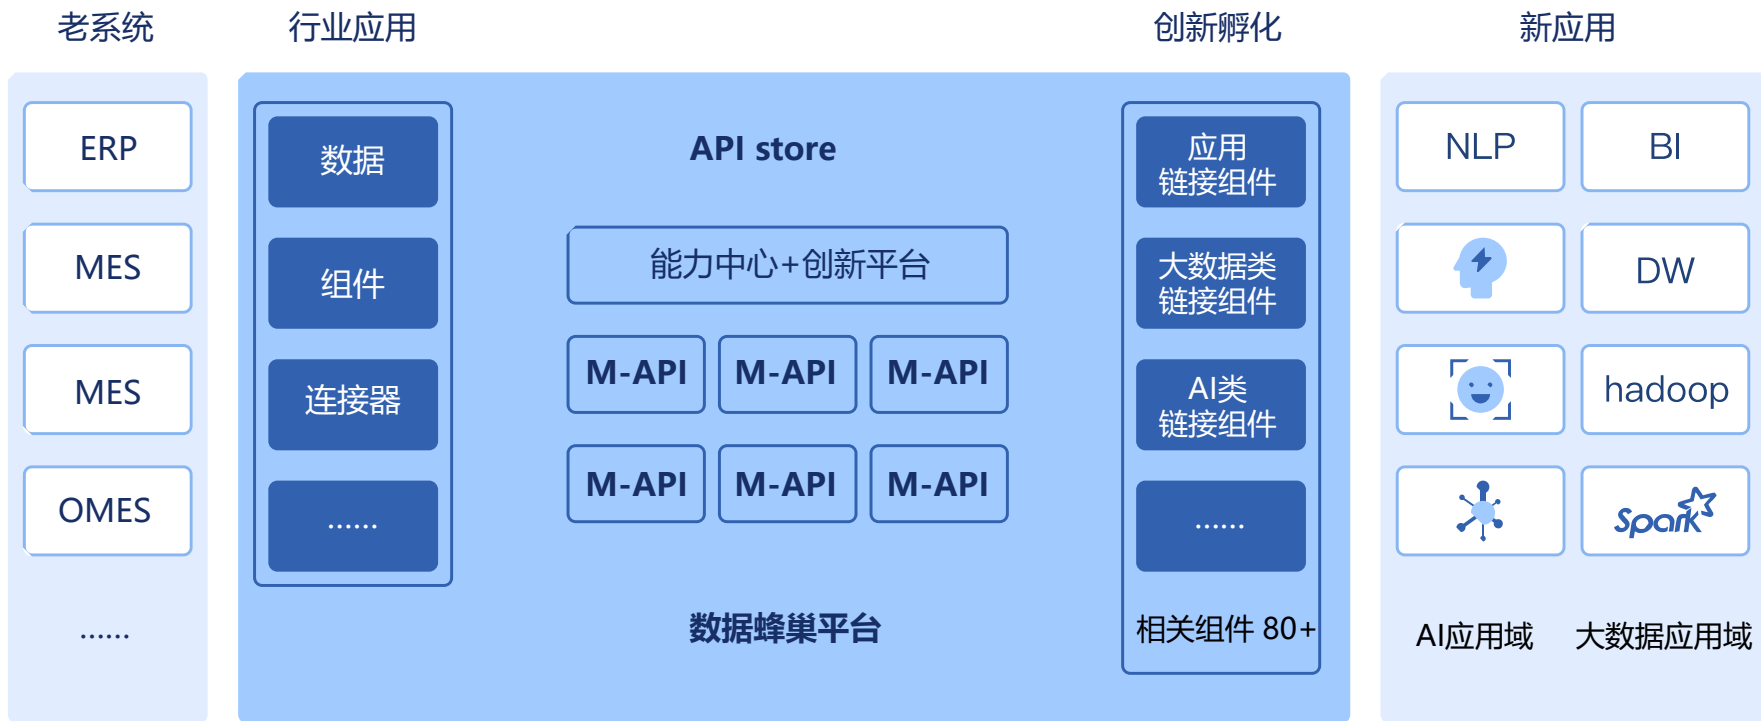 老系统
行业应用
创新孵化
新应用
ERP
MES
MES
OMES
......
数据
组件
连接器
......
API store
能力中心+创新平台
M-API M-API M-API
M-API M-API M-API
数据蜂巢平台
应用
链接组件
大数据类
链接组件
AI类
链接组件
......
相关组件 80+
NLP
BI
DW
hadoop
Spark
AI应用域
大数据应用域